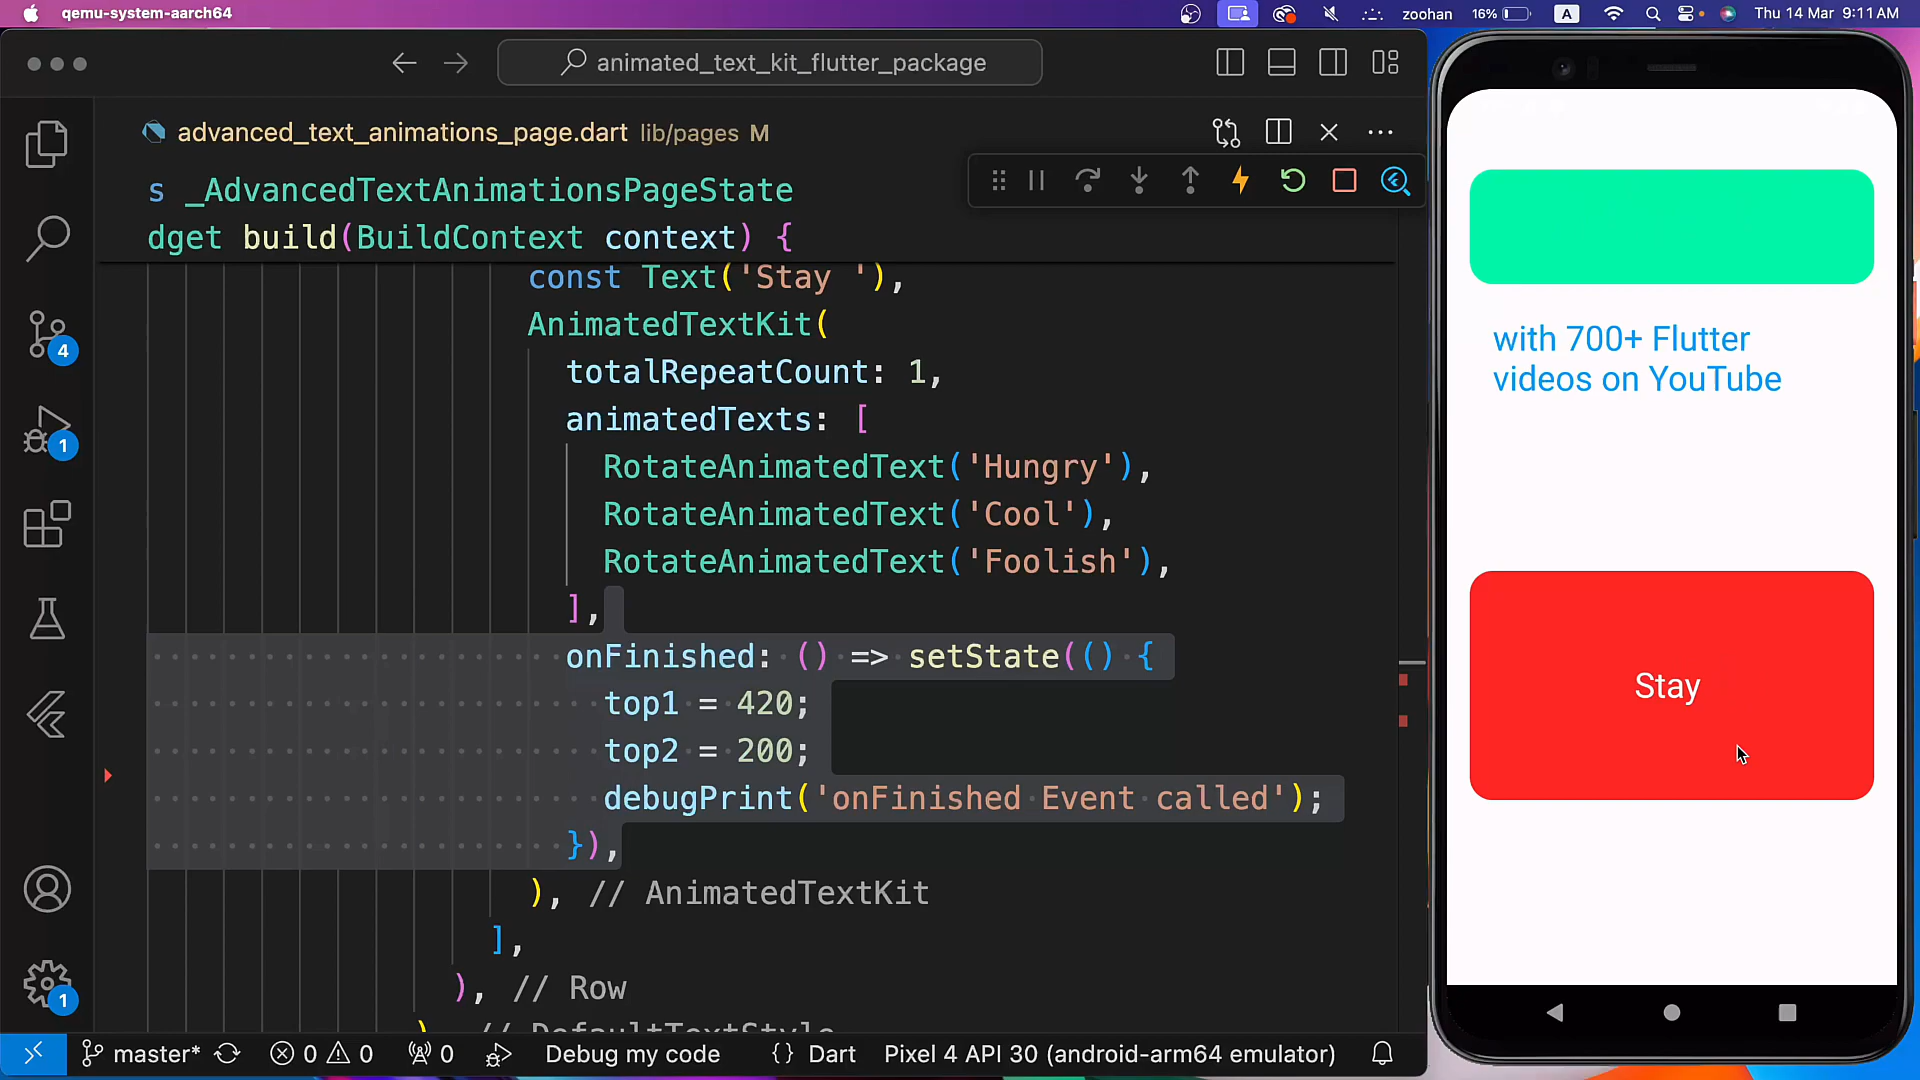 qemu-system-aarch64
zoohan 16% A Thu 14 Mar 9:11 AM
animated_text_kit_flutter_package
advanced_text_animations_page.dart lib/pages M
s _AdvancedTextAnimationsPageState
dget build(BuildContext context) {
const Text('Stay '),
AnimatedTextKit(
totalRepeatCount: 1,
animatedTexts: [
RotateAnimatedText('Hungry'),
RotateAnimatedText('Cool'),
RotateAnimatedText('Foolish'),
],
onFinished: () => setState(() {
top1 = 420;
top2 = 200;
debugPrint('onFinished Event called');
}),
), // AnimatedTextKit
],
), // Row
), // DefaultTextStyle
4
1
1
master* 0 0 0 Debug my code {} Dart Pixel 4 API 30 (android-arm64 emulator)
with 700+ Flutter
videos on YouTube
Stay